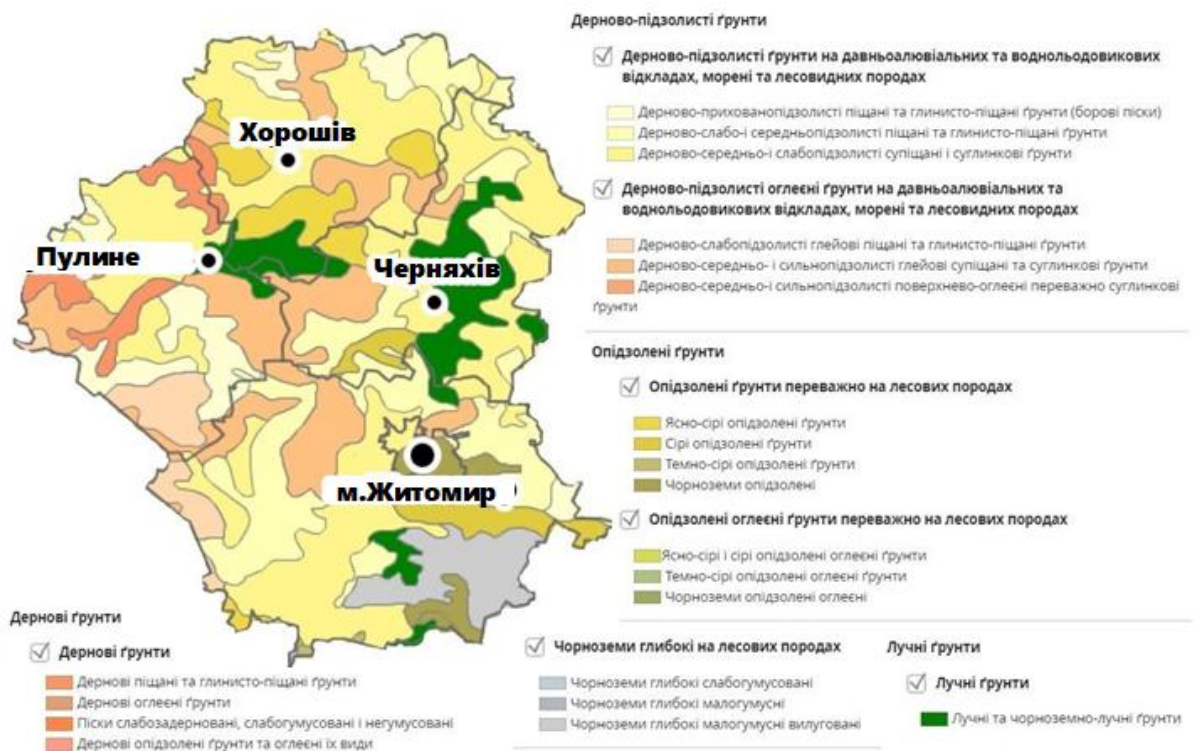 Хорошів
Пулине
Черняхів
м.Житомир
Дерново-підзолисті ґрунти
Дерново-підзолисті ґрунти на давньоалювіальних та воднольодовикових
відкладах, морені та лесовидних породах
Дерново-прихованопідзолисті піщані та глинисто-піщані ґрунти (борові піски)
Дерново-слабо-і середньопідзолисті піщані та глинисто-піщані ґрунти
Дерново-середньо-і слабопідзолисті супіщані і суглинкові ґрунти
Дерново-підзолисті оглеєні ґрунти на давньоалювіальних та
воднольодовикових відкладах, морені та лесовидних породах
Дерново-слабопідзолисті глейові піщані та глинисто-піщані ґрунти
Дерново-середньо- і сильнопідзолисті глейові супіщані та суглинкові ґрунти
Дерново-середньо-і сильнопідзолисті поверхнево-оглеєні переважно суглинкові
ґрунти
Опідзолені ґрунти
Опідзолені ґрунти переважно на лесових породах
Ясно-сірі опідзолені ґрунти
Сірі опідзолені ґрунти
Темно-сірі опідзолені ґрунти
Чорноземи опідзолені
Опідзолені оглеєні ґрунти переважно на лесових породах
Ясно-сірі і сірі опідзолені оглеєні ґрунти
Темно-сірі опідзолені оглеєні ґрунти
Чорноземи опідзолені оглеєні
Дернові ґрунти
Дернові ґрунти
Дернові піщані та глинисто-піщані ґрунти
Дернові оглеєні ґрунти
Піски слабозадерновані, слабогумусовані і негумусовані
Дернові опідзолені ґрунти та оглеєні їх види
Чорноземи глибокі на лесових породах
Чорноземи глибокі слабогумусовані
Чорноземи глибокі малогумусні
Чорноземи глибокі малогумусні вилуговані
Лучні ґрунти
Лучні ґрунти
Лучні та чорноземно-лучні ґрунти